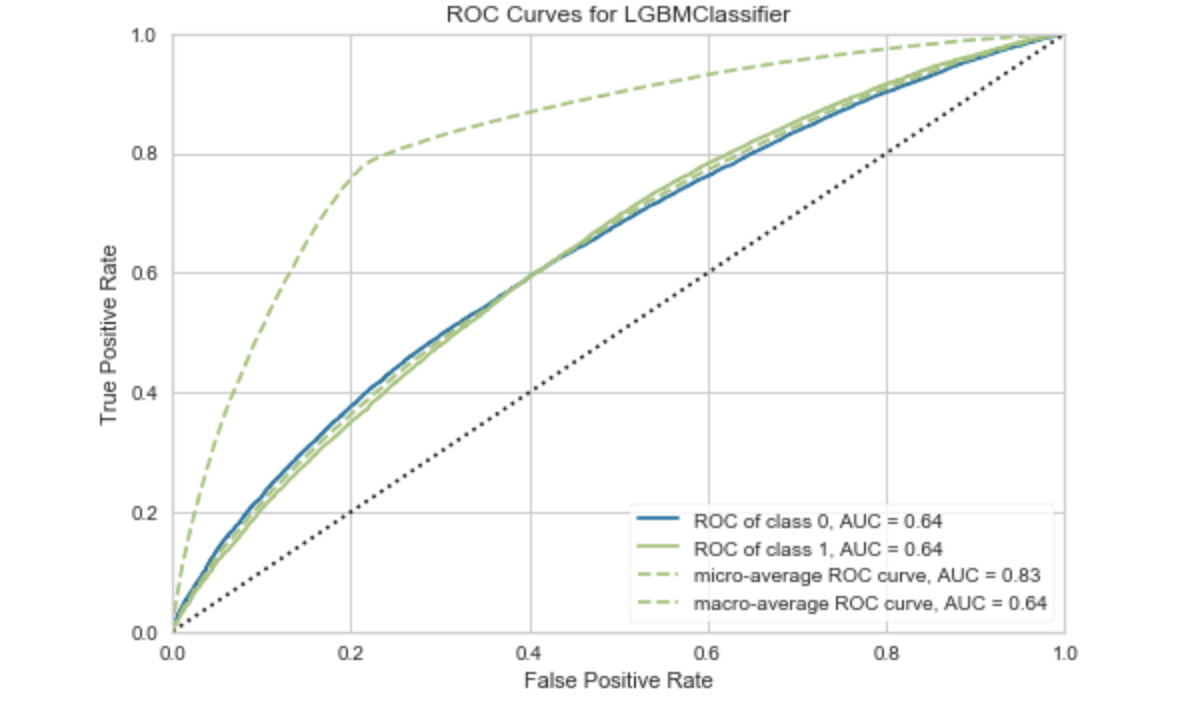 ROC Curves for LGBMClassifier
1.0
0.8
0.6
0.4
0.2
0.0
True Positive Rate
ROC of class 0, AUC = 0.64
ROC of class 1, AUC = 0.64
micro-average ROC curve, AUC = 0.83
macro-average ROC curve, AUC = 0.64
0.0 0.2 0.4 0.6 0.8 1.0
False Positive Rate